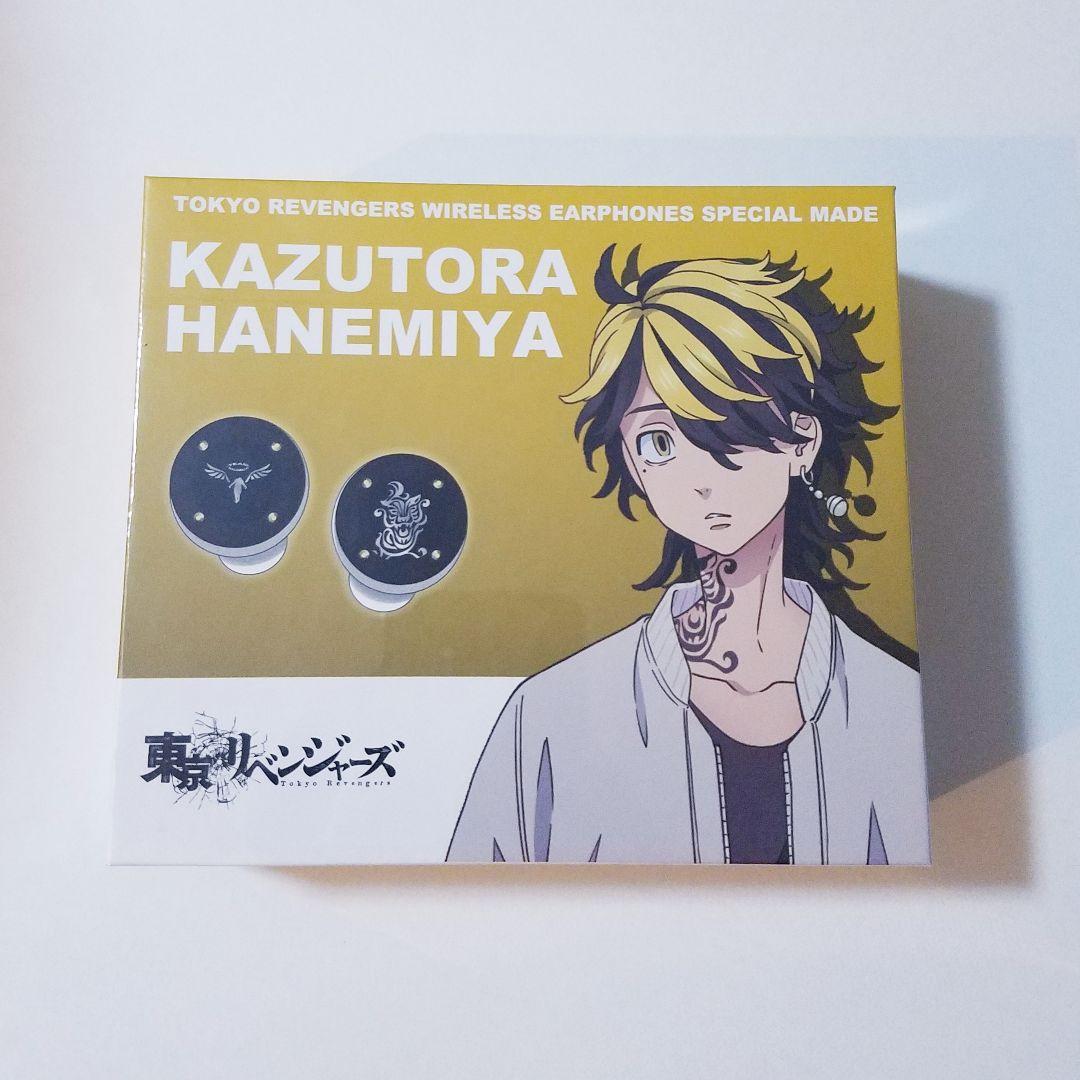 TOKYO REVENGERS WIRELESS EARPHONES SPECIAL MADE
KAZUTORA
HANEMIYA
東京リベンジャーズ
Tokyo Revengers